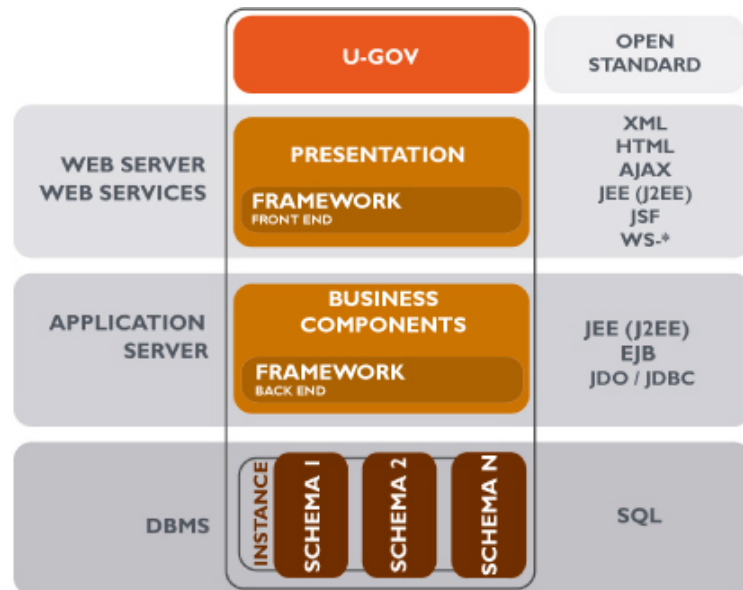 U-GOV
OPEN
STANDARD
WEB SERVER
WEB SERVICES
PRESENTATION
FRAMEWORK
FRONT END
XML
HTML
AJAX
JEE (J2EE)
JSF
WS-*
APPLICATION
SERVER
BUSINESS
COMPONENTS
FRAMEWORK
BACK END
JEE (J2EE)
EJB
JDO / JDBC
DBMS
INSTANCE
SCHEMA 1
SCHEMA 2
SCHEMA N
SQL